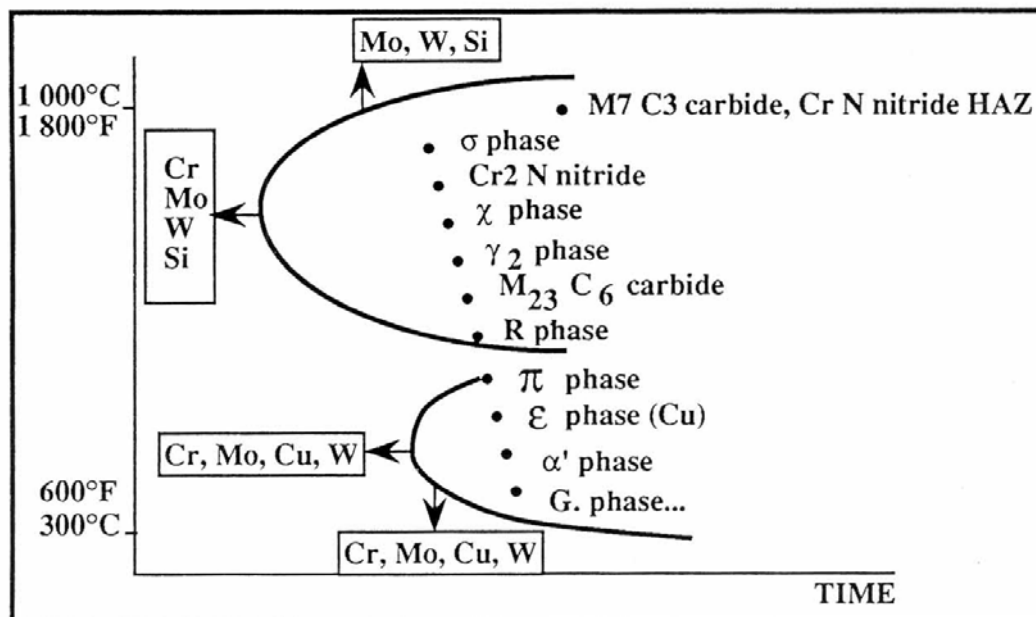 Mo, W, Si
1 000°C
1 800°F
M7 C3 carbide, Cr N nitride HAZ
σ phase
Cr2 N nitride
χ phase
γ2 phase
M23 C6 carbide
R phase
Cr
Mo
W
Si
π phase
ε phase (Cu)
α' phase
G. phase...
Cr, Mo, Cu, W
600°F
300°C
Cr, Mo, Cu, W
TIME